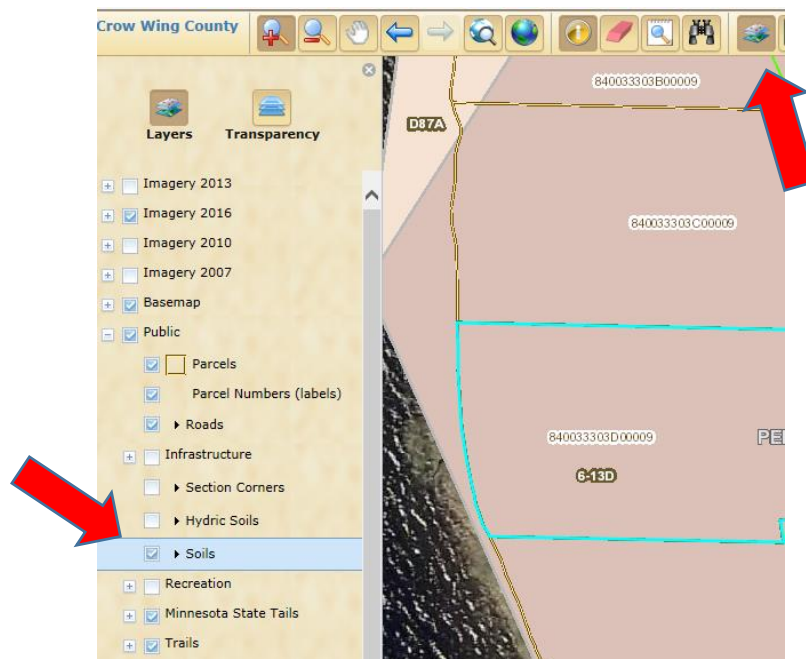 Crow Wing County
Layers Transparency
Imagery 2013
Imagery 2016
Imagery 2010
Imagery 2007
Basemap
Public
Parcels
Parcel Numbers (labels)
Roads
Infrastructure
Section Corners
Hydric Soils
Soils
Recreation
Minnesota State Tails
Trails
840033303B00009
D87A
840033303C00009
840033303D00009
PE
6-13D